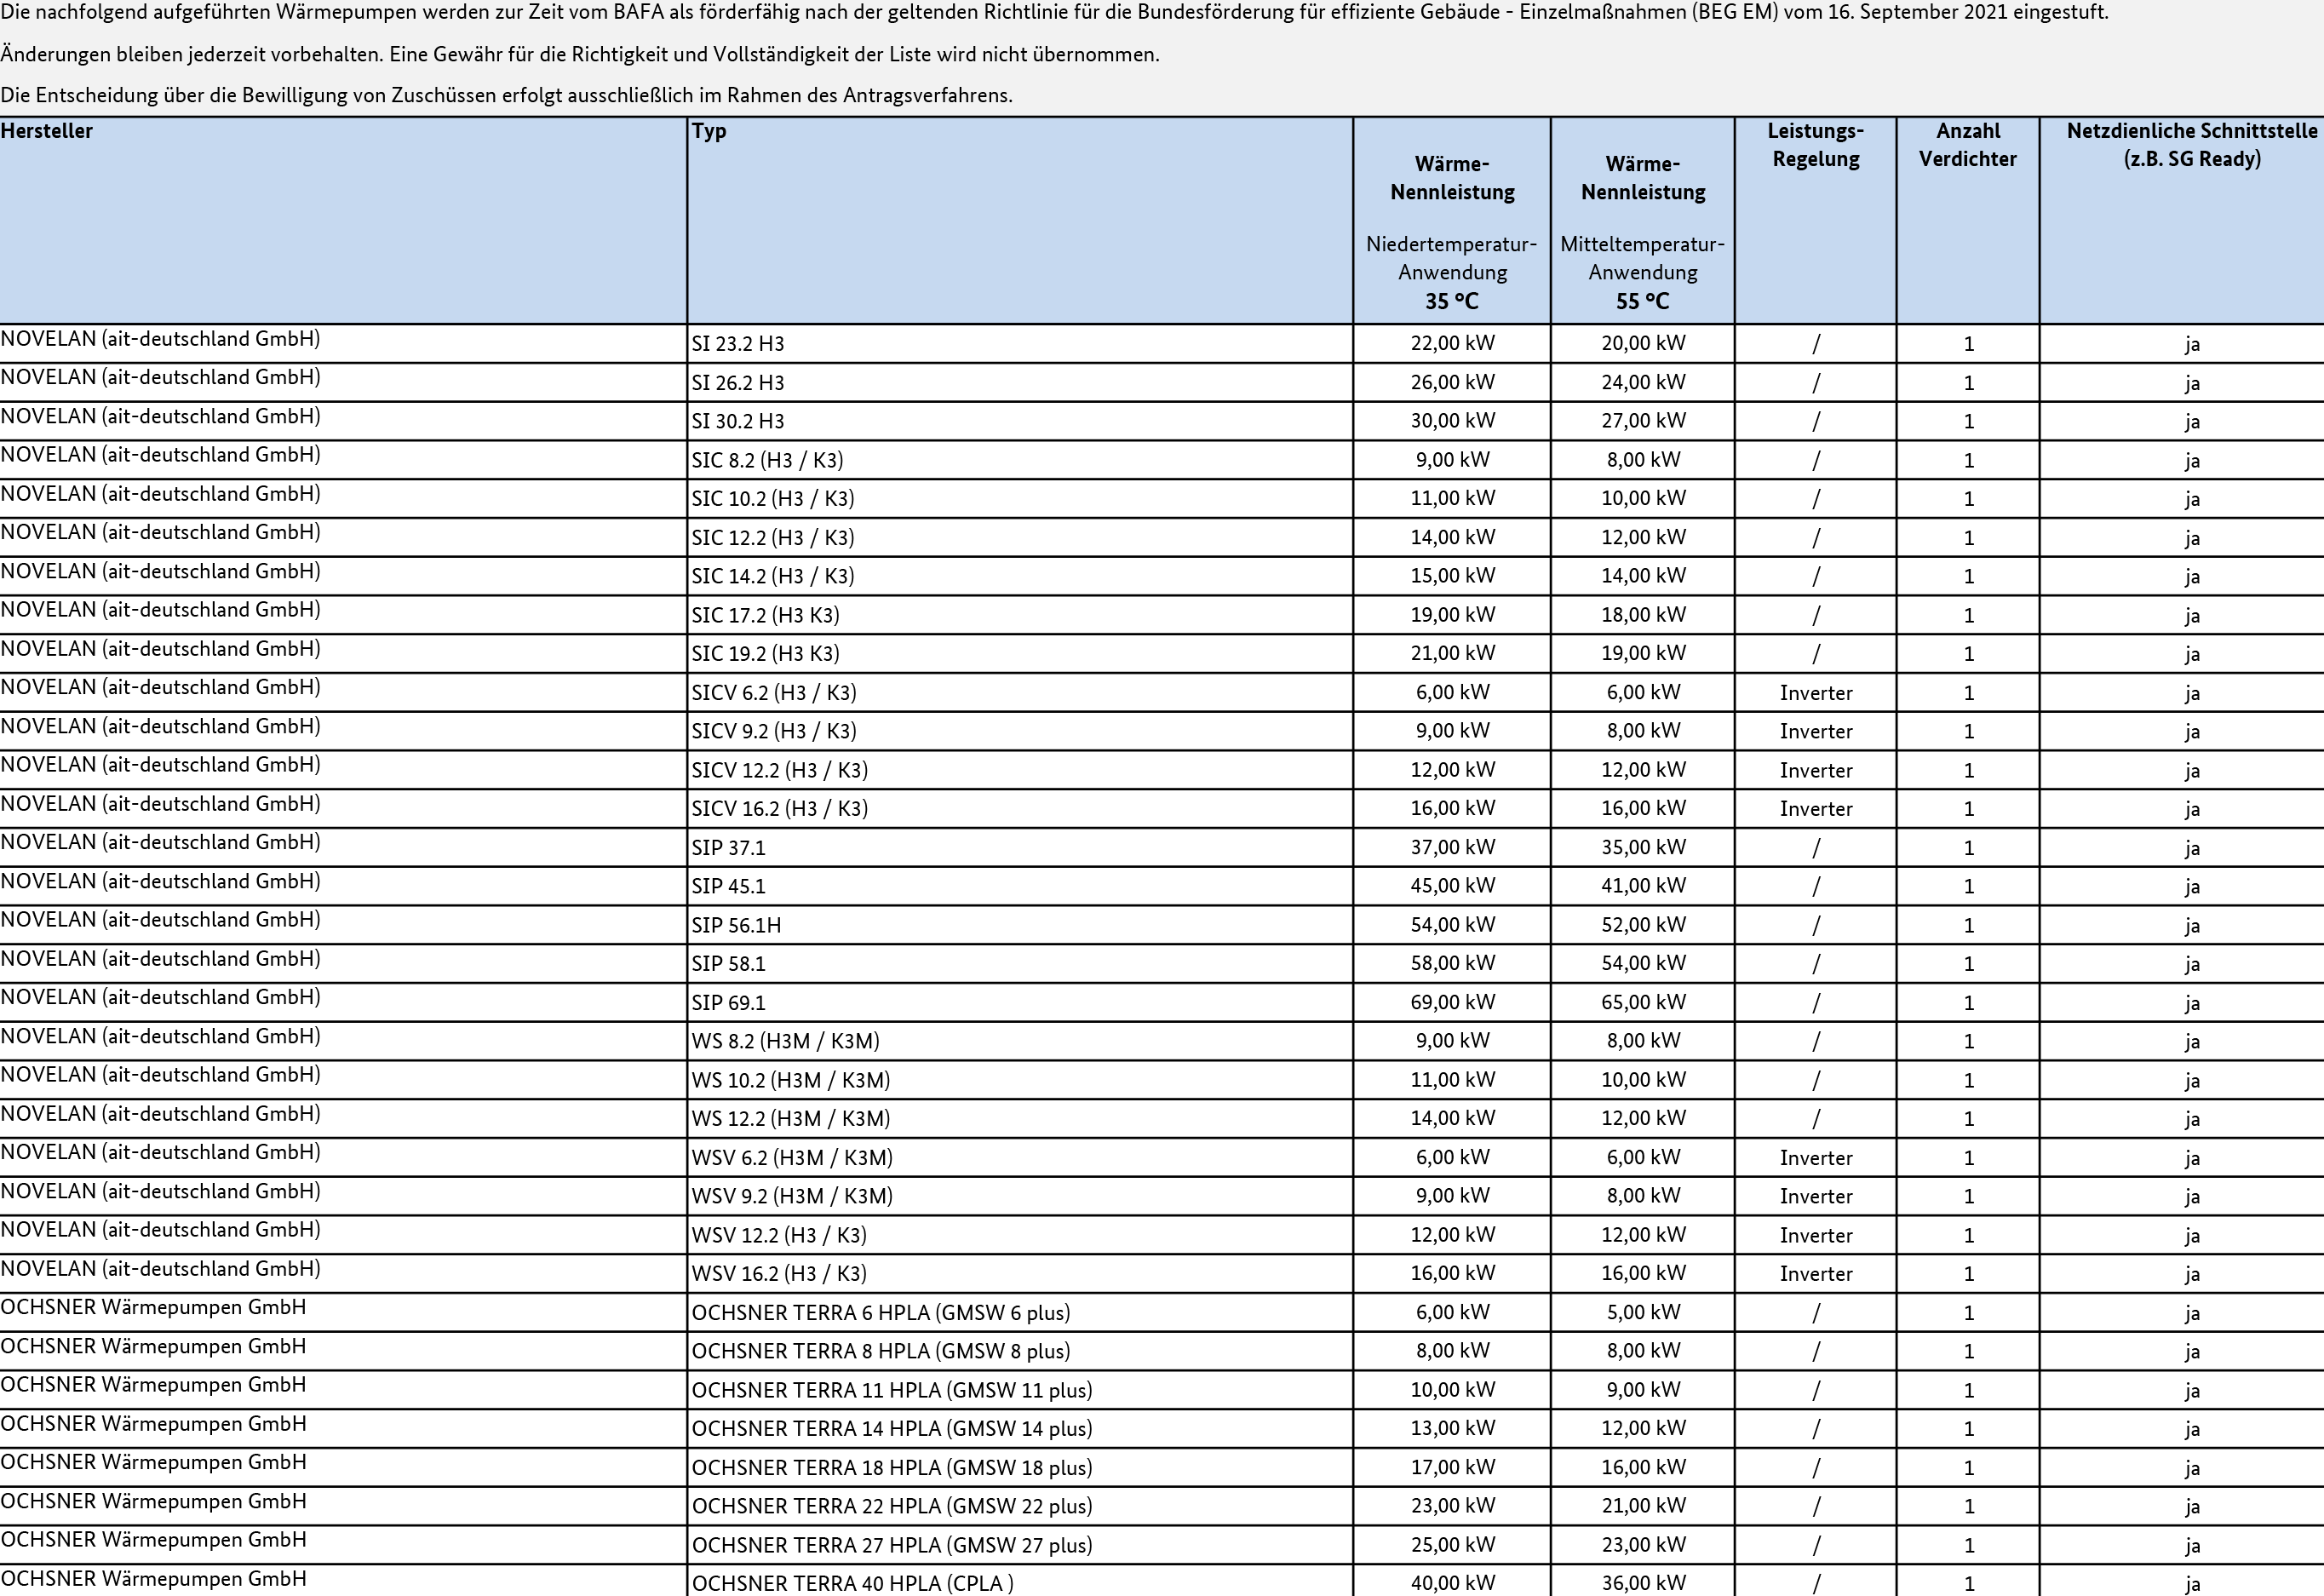 Die nachfolgend aufgeführten Wärmepumpen werden zur Zeit vom BAFA als förderfähig nach der geltenden Richtlinie für die Bundesförderung für effiziente Gebäude - Einzelmaßnahmen (BEG EM) vom 16. September 2021 eingestuft.
Änderungen bleiben jederzeit vorbehalten. Eine Gewähr für die Richtigkeit und Vollständigkeit der Liste wird nicht übernommen.
Die Entscheidung über die Bewilligung von Zuschüssen erfolgt ausschließlich im Rahmen des Antragsverfahrens.
Hersteller Typ Wärme-Nennleistung Niedertemperatur-Anwendung 35 °C Wärme-Nennleistung Mitteltemperatur-Anwendung 55 °C Leistungs-Regelung Anzahl Verdichter Netzdienliche Schnittstelle (z.B. SG Ready)
NOVELAN (ait-deutschland GmbH) SI 23.2 H3 22,00 kW 20,00 kW / 1 ja
NOVELAN (ait-deutschland GmbH) SI 26.2 H3 26,00 kW 24,00 kW / 1 ja
NOVELAN (ait-deutschland GmbH) SI 30.2 H3 30,00 kW 27,00 kW / 1 ja
NOVELAN (ait-deutschland GmbH) SIC 8.2 (H3 / K3) 9,00 kW 8,00 kW / 1 ja
NOVELAN (ait-deutschland GmbH) SIC 10.2 (H3 / K3) 11,00 kW 10,00 kW / 1 ja
NOVELAN (ait-deutschland GmbH) SIC 12.2 (H3 / K3) 14,00 kW 12,00 kW / 1 ja
NOVELAN (ait-deutschland GmbH) SIC 14.2 (H3 / K3) 15,00 kW 14,00 kW / 1 ja
NOVELAN (ait-deutschland GmbH) SIC 17.2 (H3 K3) 19,00 kW 18,00 kW / 1 ja
NOVELAN (ait-deutschland GmbH) SIC 19.2 (H3 K3) 21,00 kW 19,00 kW / 1 ja
NOVELAN (ait-deutschland GmbH) SICV 6.2 (H3 / K3) 6,00 kW 6,00 kW Inverter 1 ja
NOVELAN (ait-deutschland GmbH) SICV 9.2 (H3 / K3) 9,00 kW 8,00 kW Inverter 1 ja
NOVELAN (ait-deutschland GmbH) SICV 12.2 (H3 / K3) 12,00 kW 12,00 kW Inverter 1 ja
NOVELAN (ait-deutschland GmbH) SICV 16.2 (H3 / K3) 16,00 kW 16,00 kW Inverter 1 ja
NOVELAN (ait-deutschland GmbH) SIP 37.1 37,00 kW 35,00 kW / 1 ja
NOVELAN (ait-deutschland GmbH) SIP 45.1 45,00 kW 41,00 kW / 1 ja
NOVELAN (ait-deutschland GmbH) SIP 56.1H 54,00 kW 52,00 kW / 1 ja
NOVELAN (ait-deutschland GmbH) SIP 58.1 58,00 kW 54,00 kW / 1 ja
NOVELAN (ait-deutschland GmbH) SIP 69.1 69,00 kW 65,00 kW / 1 ja
NOVELAN (ait-deutschland GmbH) WS 8.2 (H3M / K3M) 9,00 kW 8,00 kW / 1 ja
NOVELAN (ait-deutschland GmbH) WS 10.2 (H3M / K3M) 11,00 kW 10,00 kW / 1 ja
NOVELAN (ait-deutschland GmbH) WS 12.2 (H3M / K3M) 14,00 kW 12,00 kW / 1 ja
NOVELAN (ait-deutschland GmbH) WSV 6.2 (H3M / K3M) 6,00 kW 6,00 kW Inverter 1 ja
NOVELAN (ait-deutschland GmbH) WSV 9.2 (H3M / K3M) 9,00 kW 8,00 kW Inverter 1 ja
NOVELAN (ait-deutschland GmbH) WSV 12.2 (H3 / K3) 12,00 kW 12,00 kW Inverter 1 ja
NOVELAN (ait-deutschland GmbH) WSV 16.2 (H3 / K3) 16,00 kW 16,00 kW Inverter 1 ja
OCHSNER Wärmepumpen GmbH OCHSNER TERRA 6 HPLA (GMSW 6 plus) 6,00 kW 5,00 kW / 1 ja
OCHSNER Wärmepumpen GmbH OCHSNER TERRA 8 HPLA (GMSW 8 plus) 8,00 kW 8,00 kW / 1 ja
OCHSNER Wärmepumpen GmbH OCHSNER TERRA 11 HPLA (GMSW 11 plus) 10,00 kW 9,00 kW / 1 ja
OCHSNER Wärmepumpen GmbH OCHSNER TERRA 14 HPLA (GMSW 14 plus) 13,00 kW 12,00 kW / 1 ja
OCHSNER Wärmepumpen GmbH OCHSNER TERRA 18 HPLA (GMSW 18 plus) 17,00 kW 16,00 kW / 1 ja
OCHSNER Wärmepumpen GmbH OCHSNER TERRA 22 HPLA (GMSW 22 plus) 23,00 kW 21,00 kW / 1 ja
OCHSNER Wärmepumpen GmbH OCHSNER TERRA 27 HPLA (GMSW 27 plus) 25,00 kW 23,00 kW / 1 ja
OCHSNER Wärmepumpen GmbH OCHSNER TERRA 40 HPLA (CPLA ) 40,00 kW 36,00 kW / 1 ja